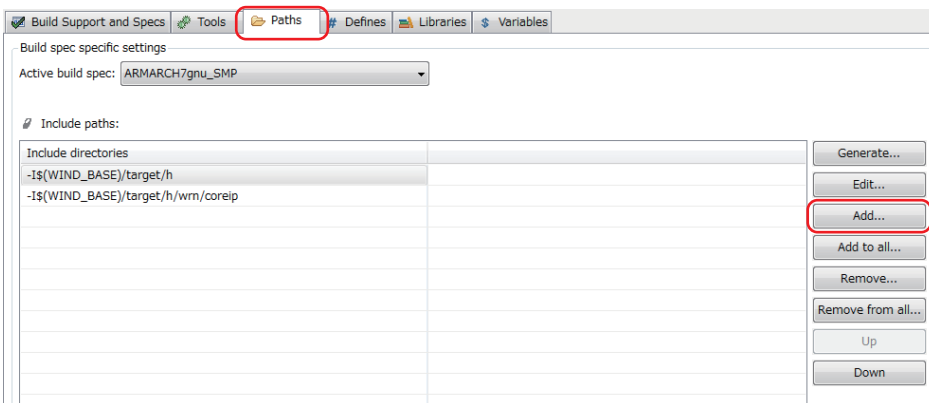 Build Support and Specs Tools Paths # Defines Libraries $ Variables
Build spec specific settings
Active build spec: ARMARCH7gnu_SMP
Include paths:
Include directories
-I$(WIND_BASE)/target/h
-I$(WIND_BASE)/target/h/wrn/coreip
Generate...
Edit...
Add...
Add to all...
Remove...
Remove from all...
Up
Down